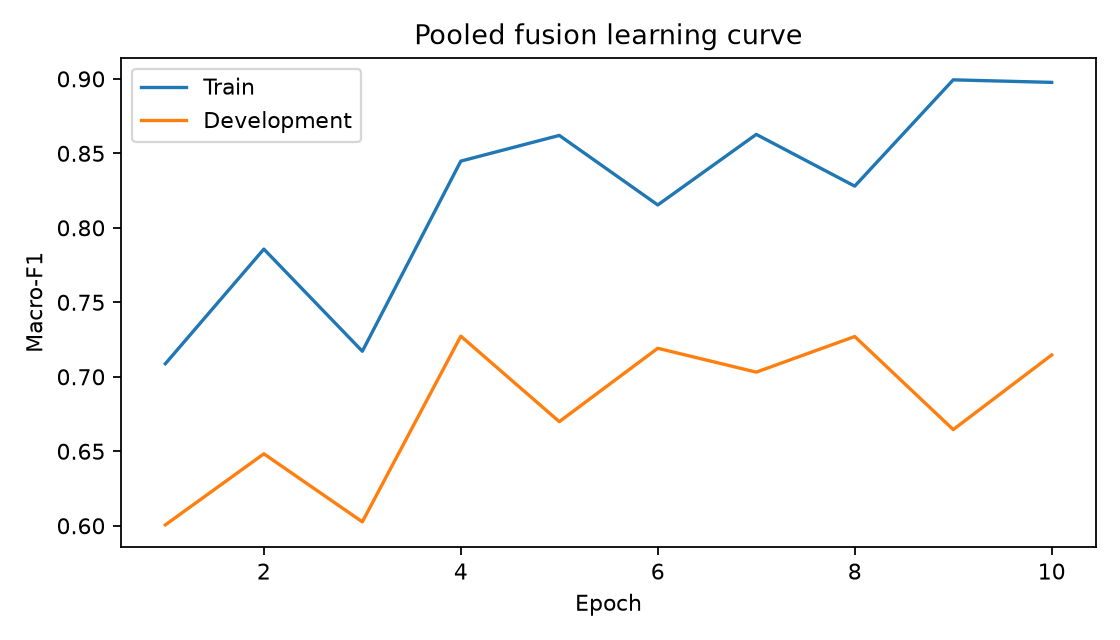 Pooled fusion learning curve
Train
Development
0.90
0.85
0.80
0.75
0.70
0.65
0.60
Macro-F1
2 4 6 8 10
Epoch